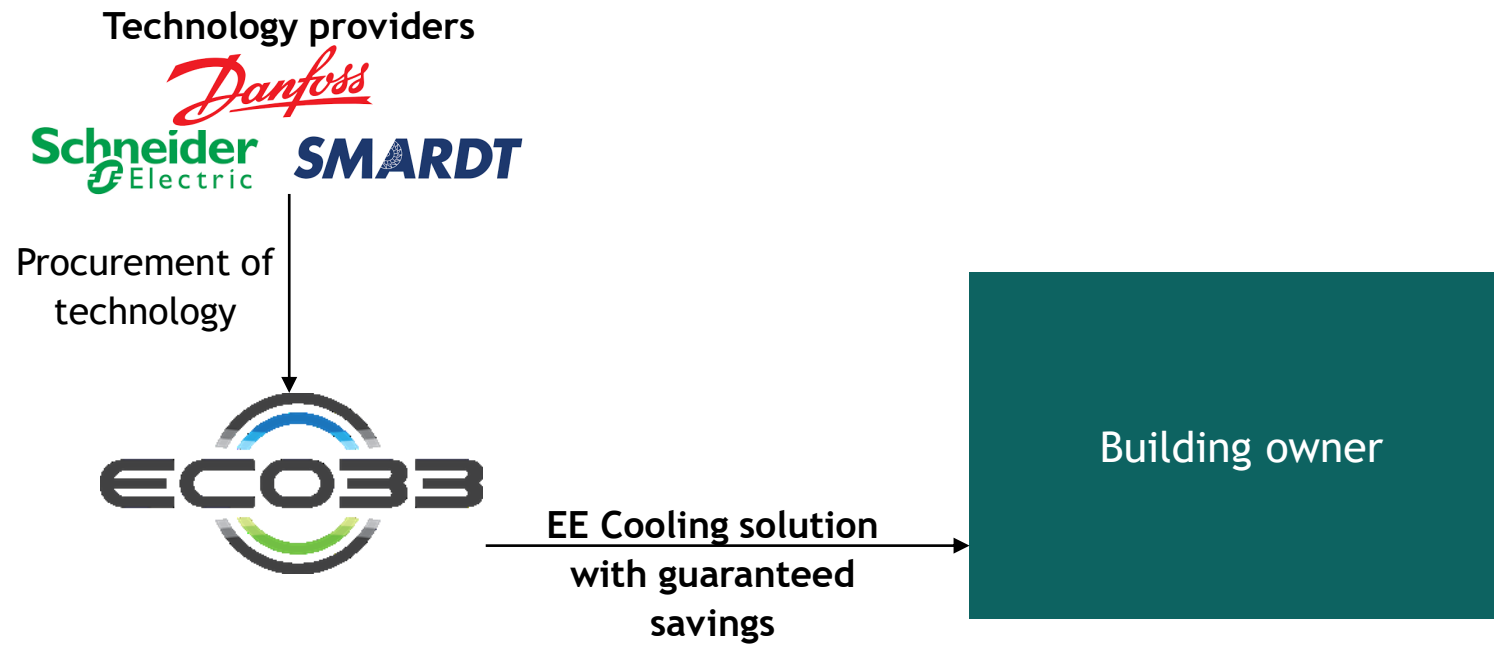 Technology providers
Danfoss
Schneider
Electric
SMARDT
Procurement of
technology
ECO33
Building owner
EE Cooling solution
with guaranteed
savings